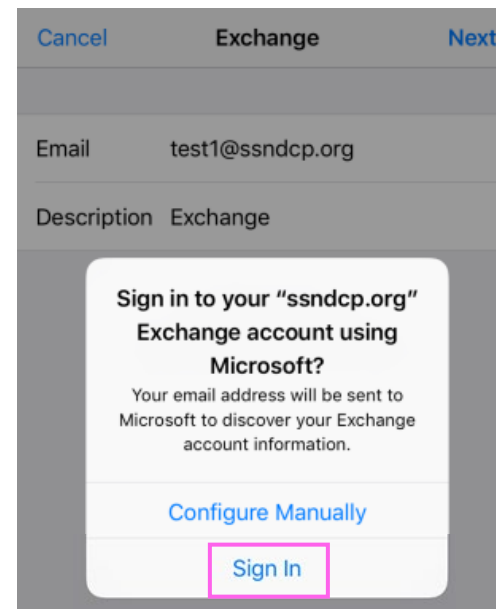 Cancel Exchange Next
Email test1@ssndcp.org
Description Exchange
Sign in to your “ssndcp.org”
Exchange account using
Microsoft?
Your email address will be sent to
Microsoft to discover your Exchange
account information.
Configure Manually
Sign In